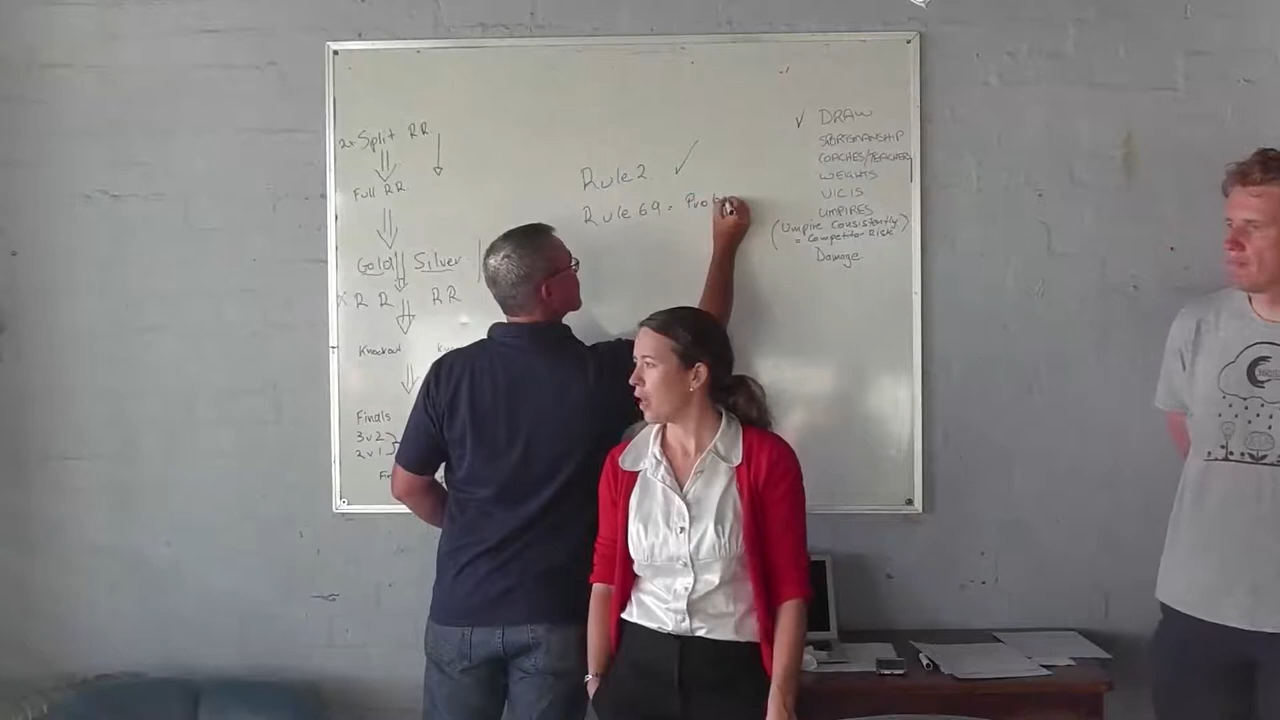 2x Split RR
Full RR
Gold Silver
RR RR
Knockout
Finals
3v2
2v1
Rule 2 ✓
Rule 69 =
✓ DRAW
SPORTSMANSHIP
COACHES/TEACHERS
WEIGHTS
VICIS
UMPIRES
(Umpire Consistently)
= Competitor Risk
Damage